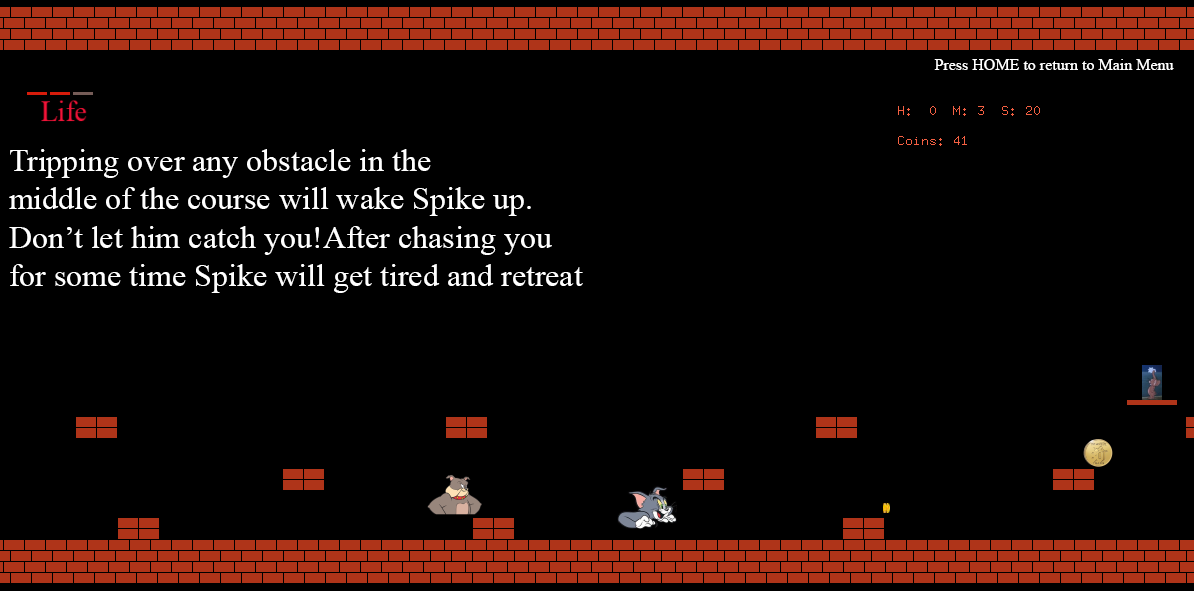 Press HOME to return to Main Menu
Life
H: 0 M: 3 S: 20
Coins: 41
Tripping over any obstacle in the
middle of the course will wake Spike up.
Don’t let him catch you!After chasing you
for some time Spike will get tired and retreat